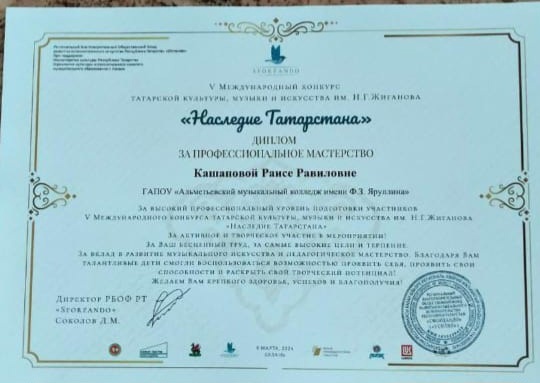 SFORZANDO
V Международный конкурс
татарской культуры, музыки и искусства им. Н.Г.Жиганова
«Наследие Татарстана»
ДИПЛОМ
ЗА ПРОФЕССИОНАЛЬНОЕ МАСТЕРСТВО
Кашаповой Раисе Равиловне
ГАПОУ «Альметьевский музыкальный колледж имени Ф.З. Яруллина»
За высокий профессиональный уровень подготовки участников
V Международного конкурса татарской культуры, музыки и искусства им. Н.Г.Жиганова
«Наследие Татарстана»
За активное и творческое участие в мероприятии!
За Ваш бесценный труд, за самые высокие цели и терпение.
За вклад в развитие музыкального искусства и педагогическое мастерство. Благодаря Вам
талантливые дети смогли воспользоваться возможностью проявить себя, проявить свои
способности и раскрыть свой творческий потенциал!
Желаем Вам крепкого здоровья, успехов и благополучия!
Директор РБОФ РТ
«Sforzando»
Соколов Д.М.
9 марта, 2024